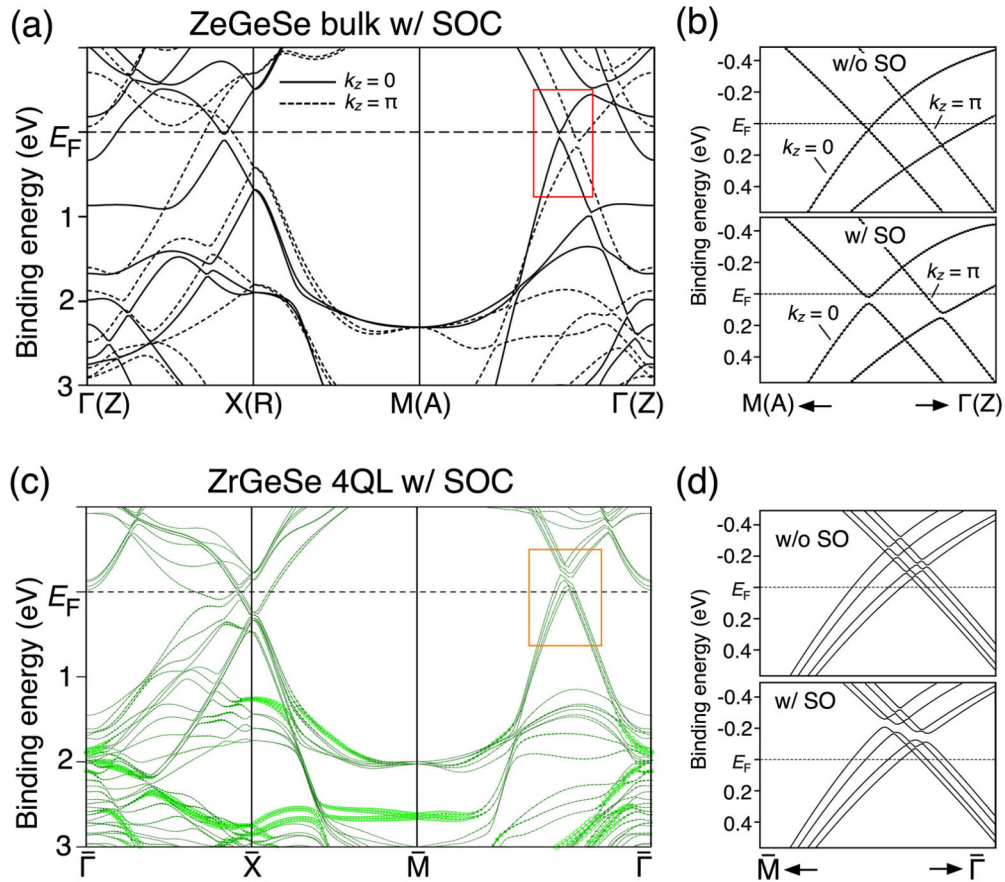 (a)
ZeGeSe bulk w/ SOC
kz = 0
kz = π
EF
1
2
3
Binding energy (eV)
Γ(Z)
X(R)
M(A)
Γ(Z)
(b)
w/o SO
-0.4
-0.2
EF
0.2
0.4
kz = π
kz = 0
w/ SO
-0.4
-0.2
EF
0.2
0.4
kz = π
kz = 0
Binding energy (eV)
M(A)
Γ(Z)
(c)
ZrGeSe 4QL w/ SOC
EF
1
2
3
Binding energy (eV)
Γ̅
X̅
M̅
Γ̅
(d)
w/o SO
-0.4
-0.2
EF
0.2
0.4
w/ SO
-0.4
-0.2
EF
0.2
0.4
Binding energy (eV)
M̅
Γ̅